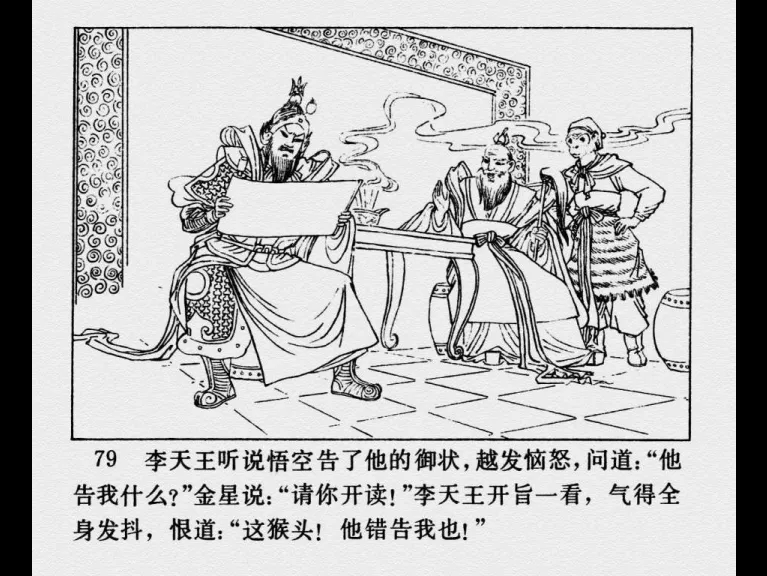 79 李天王听说悟空告了他的御状，越发恼怒，问道：“他
告我什么？”金星说：“请你开读！”李天王开旨一看，气得全
身发抖，恨道：“这猴头！他错告我也！”